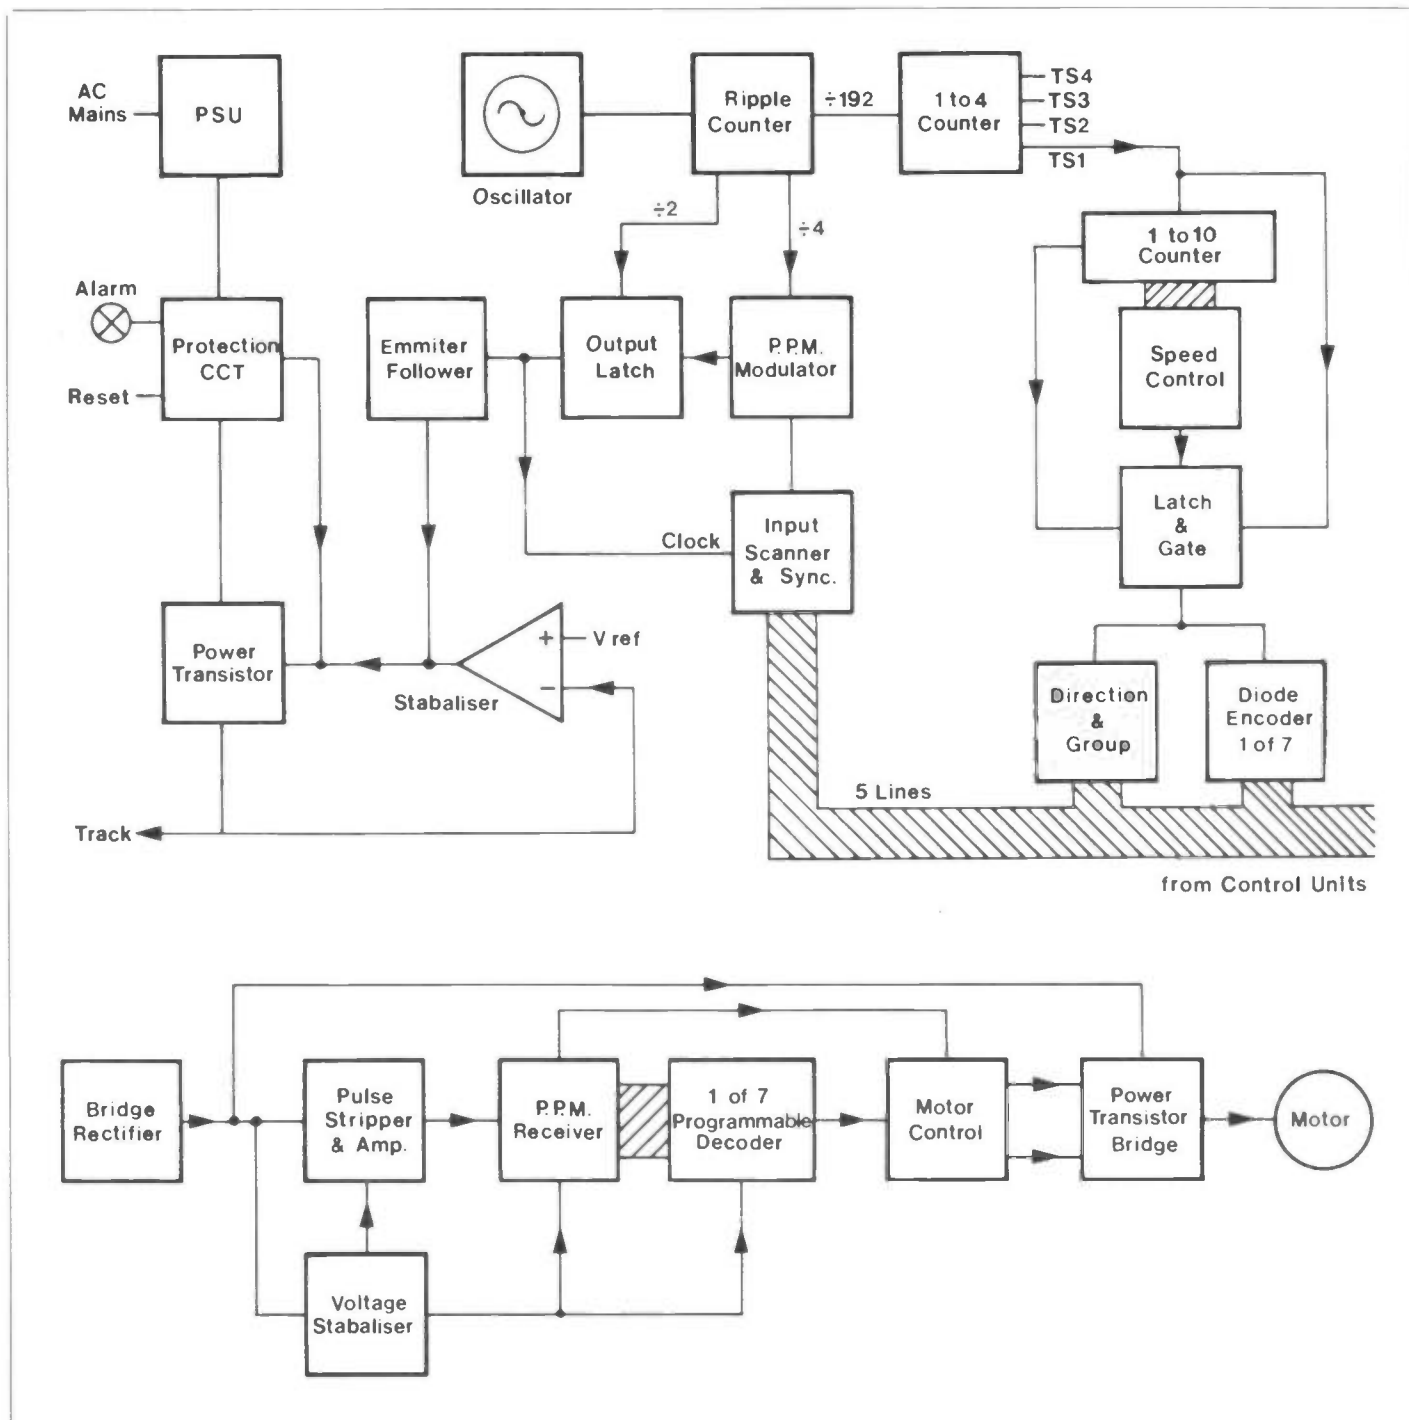 AC
Mains
PSU
Oscillator
Ripple
Counter
÷192
1 to 4
Counter
TS4
TS3
TS2
TS1
÷2
÷4
1 to 10
Counter
Alarm
Reset
Protection
CCT
Emmiter
Follower
Output
Latch
P.P.M.
Modulator
Speed
Control
Clock
Input
Scanner
& Sync.
Latch
&
Gate
Power
Transistor
+
V ref
-
Stabaliser
Direction
&
Group
Diode
Encoder
1 of 7
5 Lines
Track
from Control Units
Bridge
Rectifier
Pulse
Stripper
& Amp.
P.P.M.
Receiver
1 of 7
Programmable
Decoder
Motor
Control
Power
Transistor
Bridge
Motor
Voltage
Stabaliser